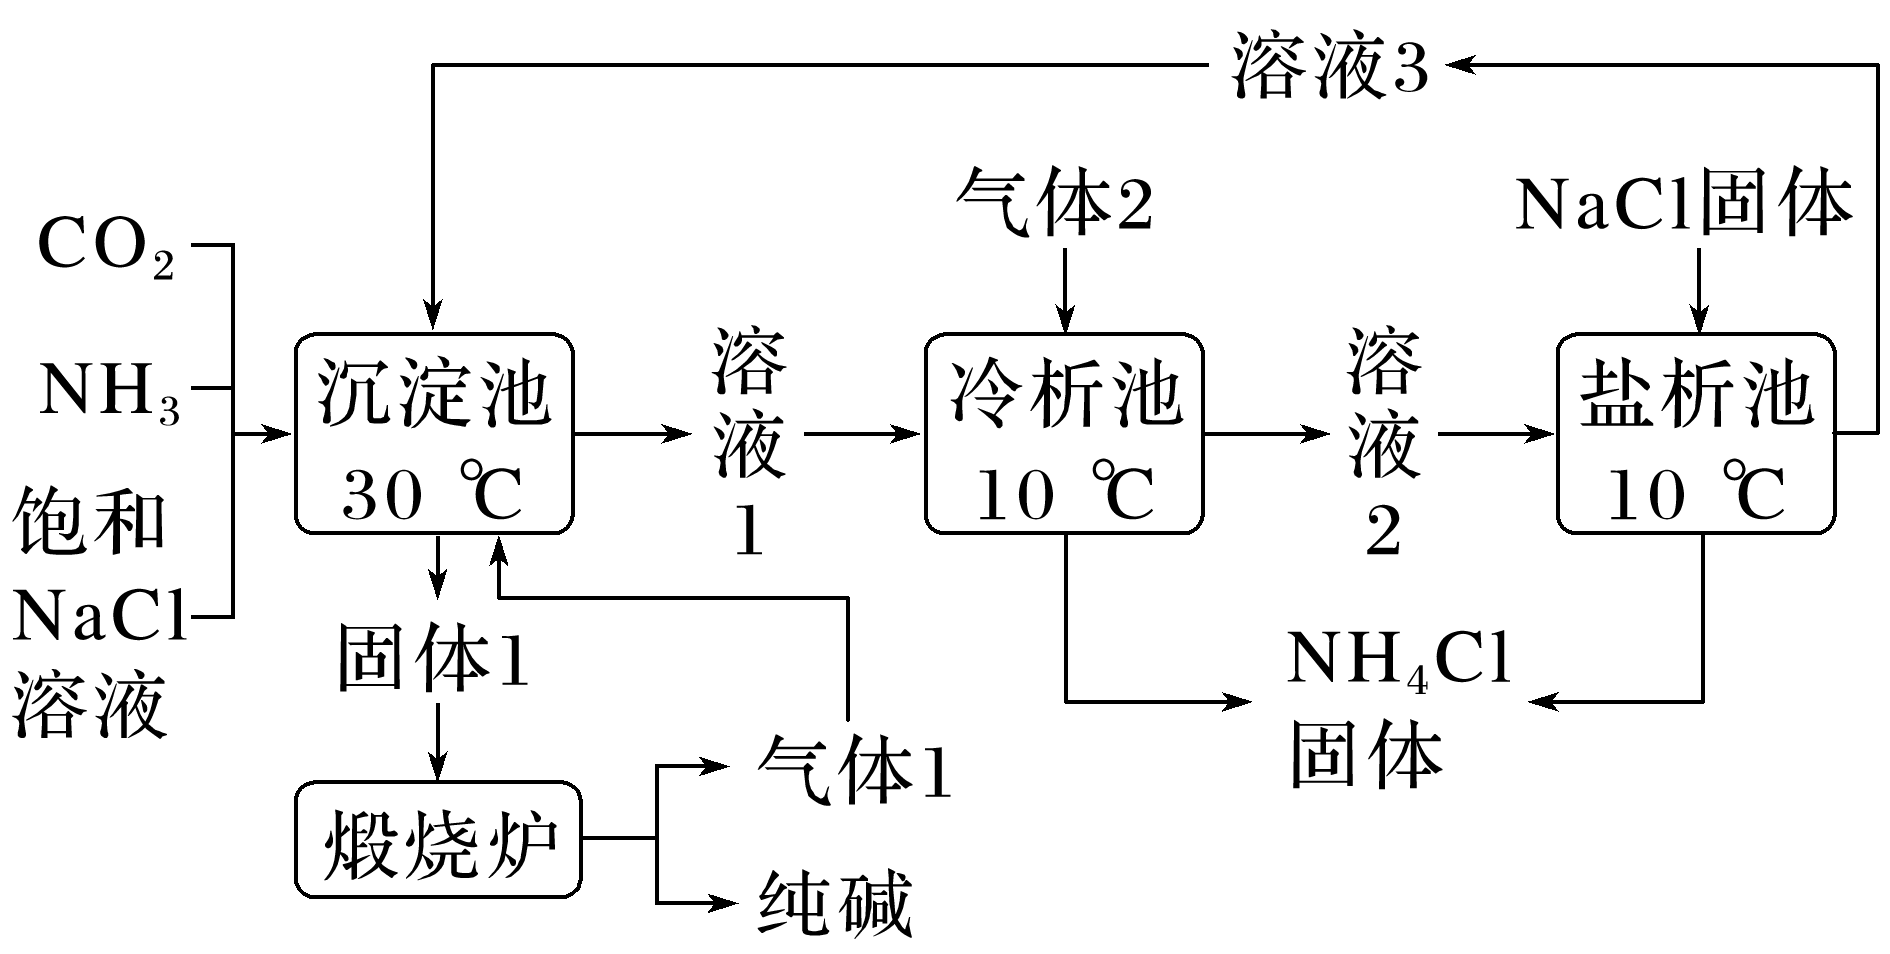 溶液3
气体2
NaCl固体
CO₂
NH₃
饱和
NaCl
溶液
沉淀池
30 ℃
溶
液
1
冷析池
10 ℃
溶
液
2
盐析池
10 ℃
固体1
NH₄Cl
固体
气体1
煅烧炉
纯碱